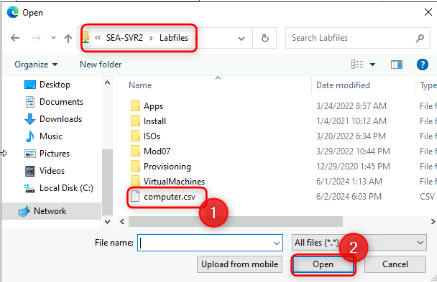 Open
« SEA-SVR2 > Labfiles
Search Labfiles
Organize
New folder
Name
Date modified
Type
Desktop
Documents
Downloads
Music
Pictures
Videos
Local Disk (C:)
Network
Apps 3/24/2022 8:57 AM File f
Install 1/4/2021 10:12 AM File f
ISOs 3/20/2022 6:34 PM File f
Mod07 3/29/2022 10:44 PM File f
Provisioning 12/29/2020 1:45 PM File f
VirtualMachines 6/1/2024 1:13 AM File f
computer.csv 6/2/2024 6:03 PM CSV
1
File name:
All files (*.*)
2
Upload from mobile
Open
Cancel